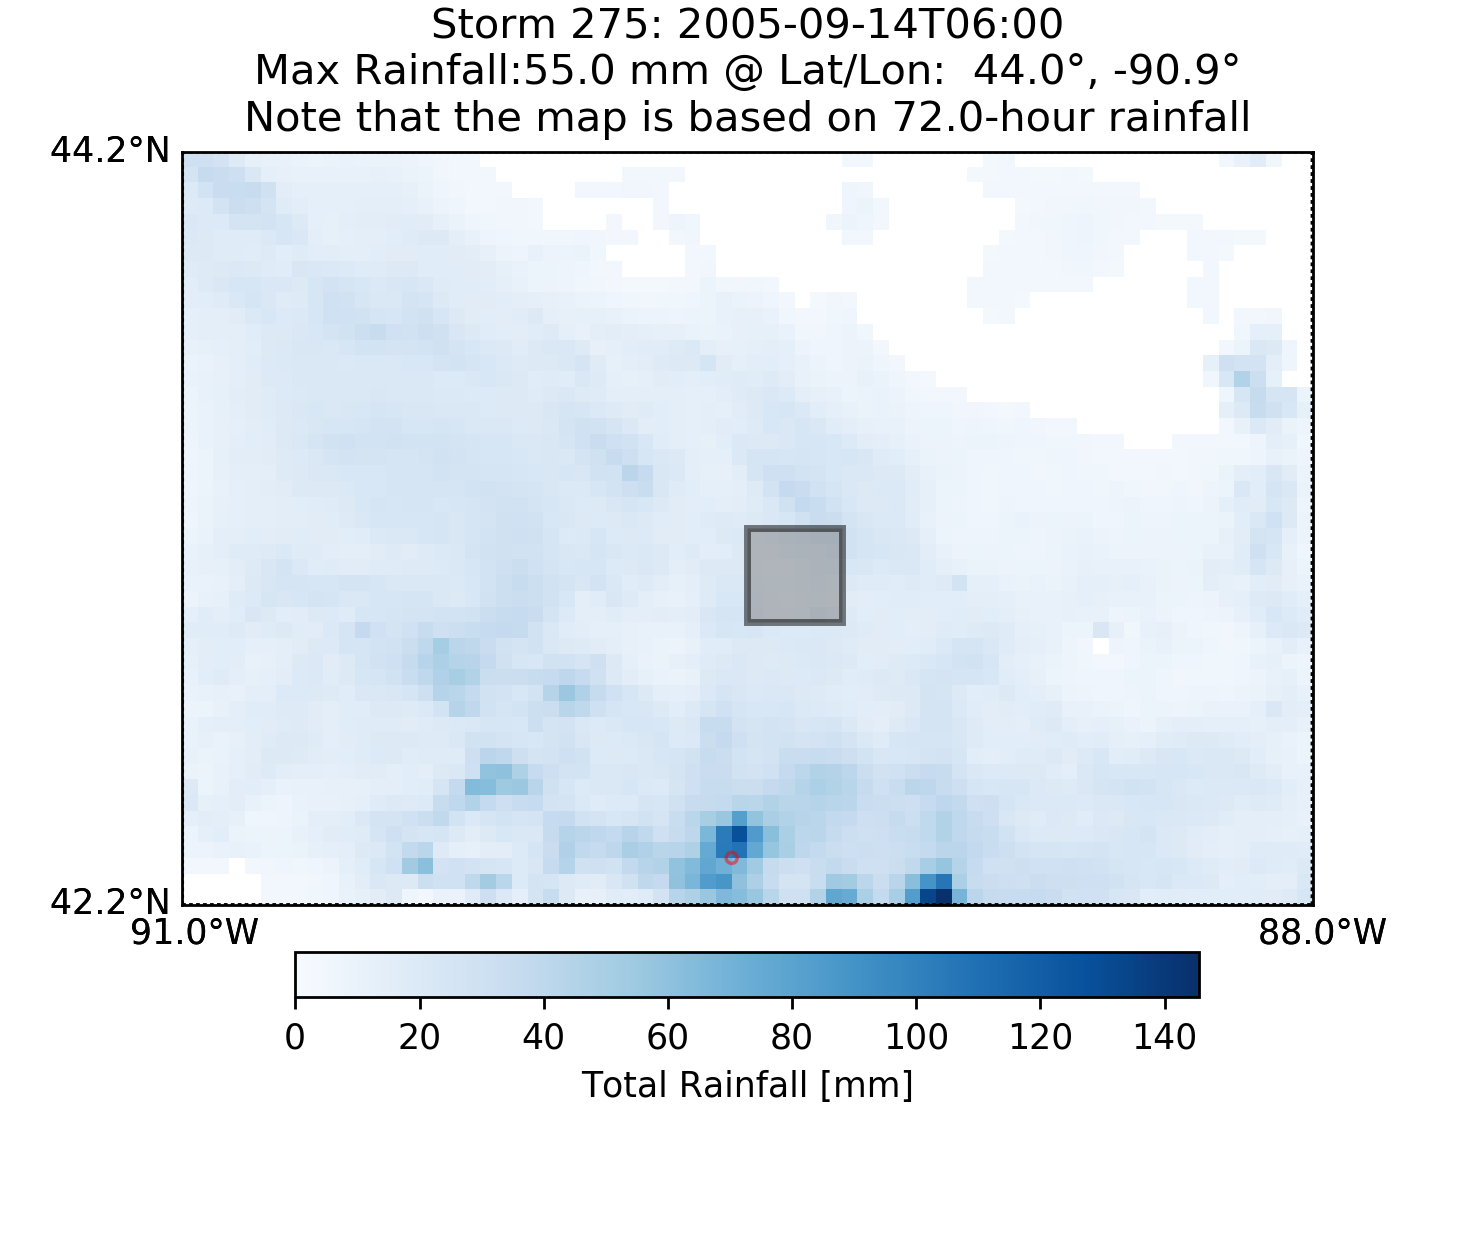 Storm 275: 2005-09-14T06:00
Max Rainfall:55.0 mm @ Lat/Lon:  44.0°, -90.9°
Note that the map is based on 72.0-hour rainfall
44.2°N
42.2°N
91.0°W 88.0°W
0 20 40 60 80 100 120 140
Total Rainfall [mm]